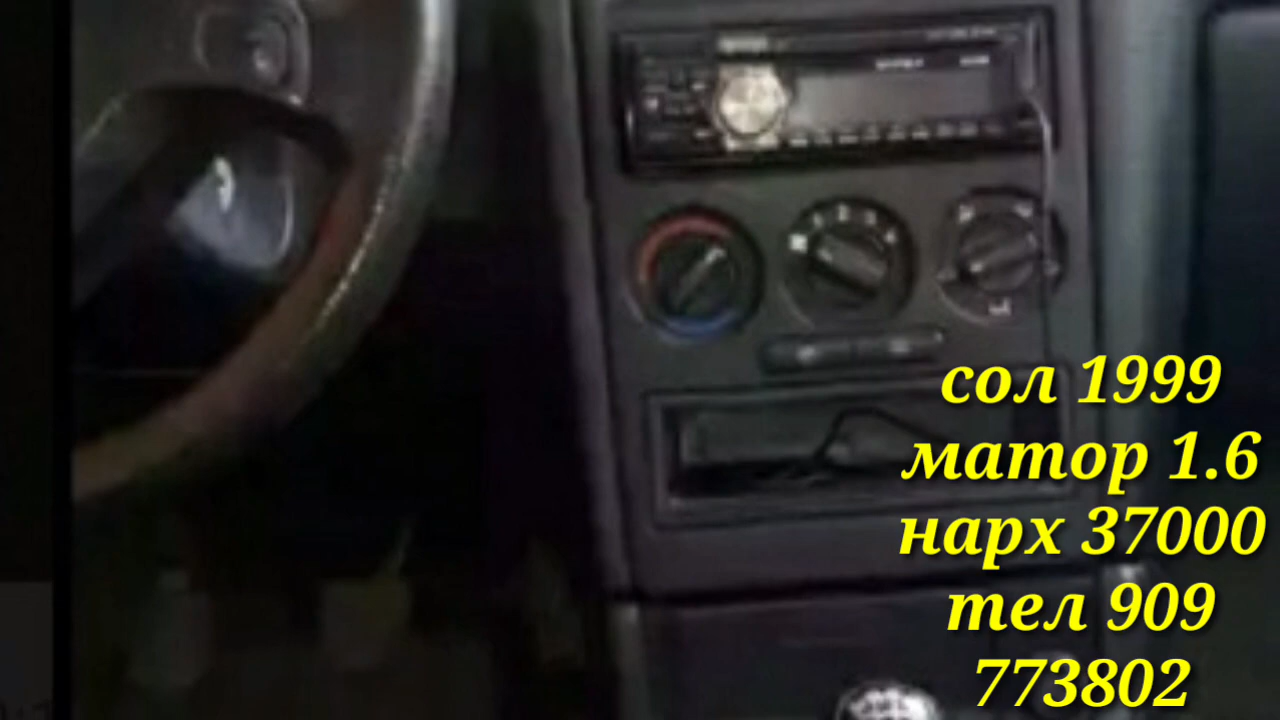 сол 1999
матор 1.6
нарх 37000
тел 909
773802